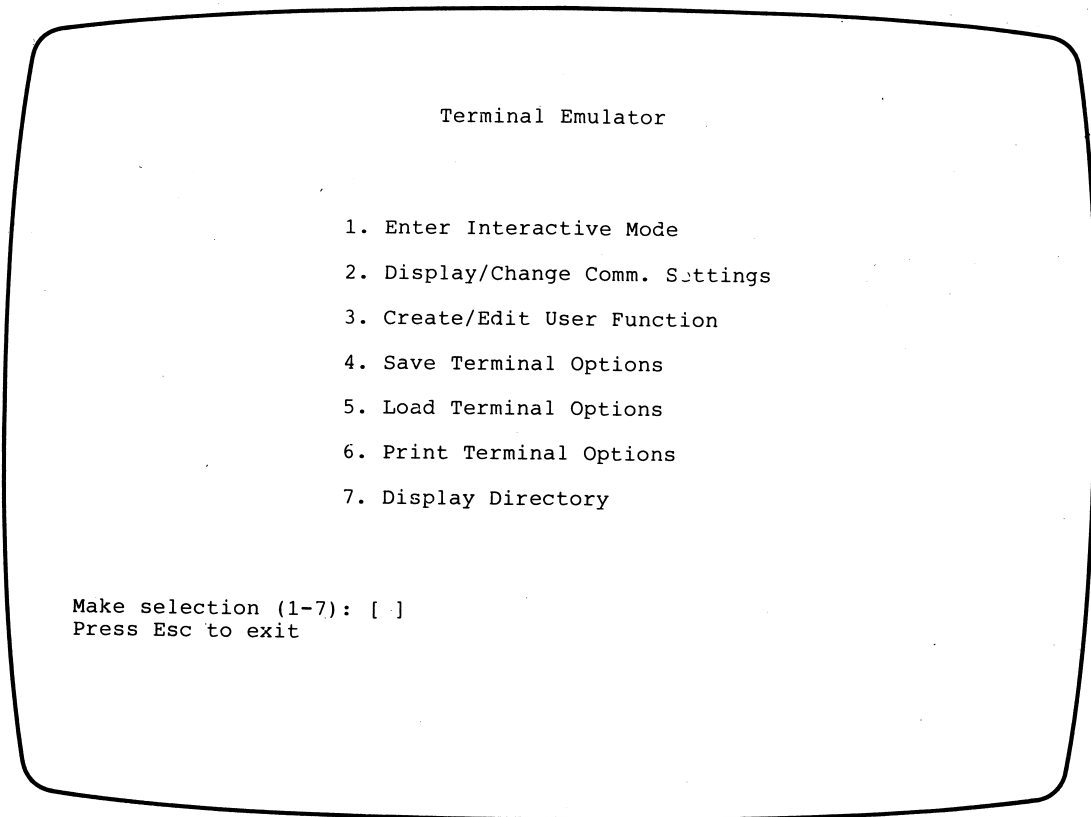 Terminal Emulator
1. Enter Interactive Mode
2. Display/Change Comm. Settings
3. Create/Edit User Function
4. Save Terminal Options
5. Load Terminal Options
6. Print Terminal Options
7. Display Directory
Make selection (1-7): [ ]
Press Esc to exit